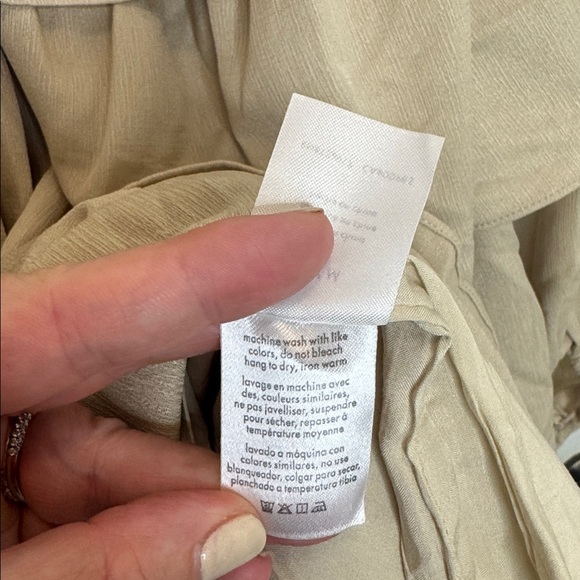 machine wash with like
colors, do not bleach
hang to dry, iron warm
lavage en machine avec
des, couleurs similaires,
ne pas javelliser, suspendre
pour sécher, repasser à
température moyenne
lavado a máquina con
colores similares, no use
blanqueador, colgar para secar,
planchado a temperatura tibia